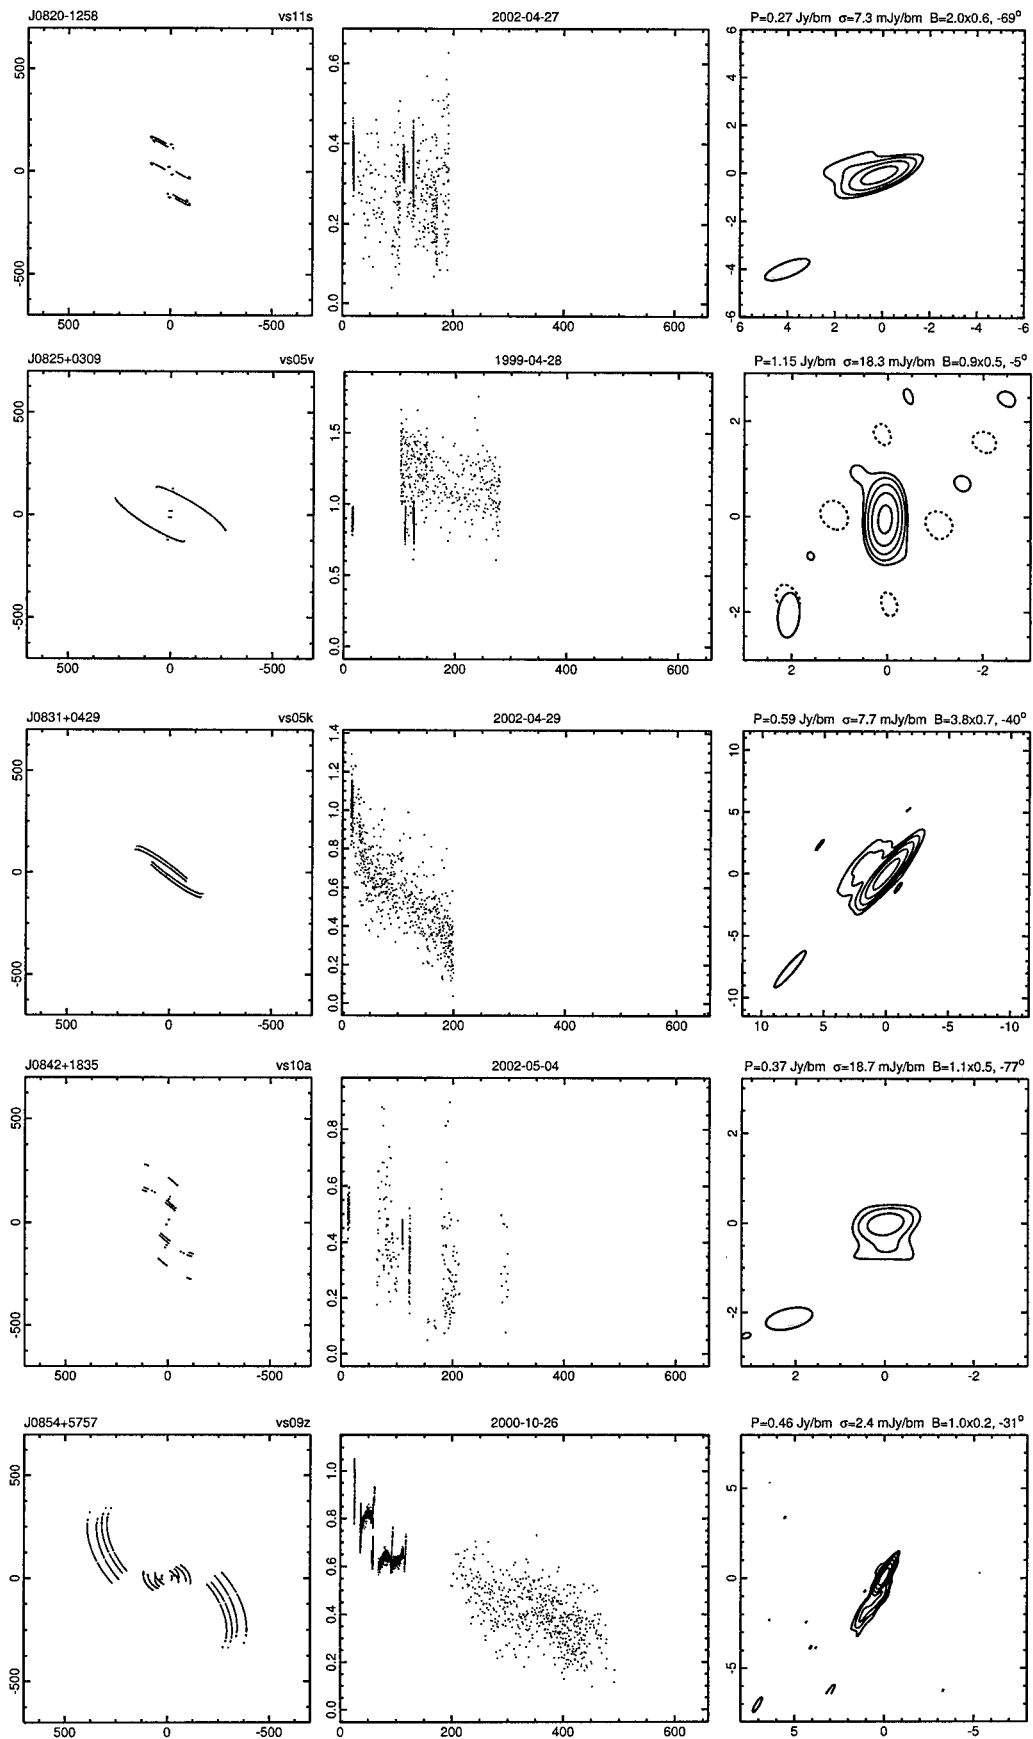 J0820-1258 vs11s 2002-04-27 P=0.27 Jy/bm σ=7.3 mJy/bm B=2.0x0.6, -69°
500 0 -500
500 0 -500
0.6 0.4 0.2 0.0
0 200 400 600
6 4 2 0 -2 -4 -6
6 4 2 0 -2 -4 -6
J0825+0309 vs05v 1999-04-28 P=1.15 Jy/bm σ=18.3 mJy/bm B=0.9x0.5, -5°
500 0 -500
500 0 -500
1.5 1.0 0.5 0.0
0 200 400 600
2 0 -2
2 0 -2
J0831+0429 vs05k 2002-04-29 P=0.59 Jy/bm σ=7.7 mJy/bm B=3.8x0.7, -40°
500 0 -500
500 0 -500
1.4 1.2 1.0 0.8 0.6 0.4 0.2 0.0
0 200 400 600
10 5 0 -5 -10
10 5 0 -5 -10
J0842+1835 vs10a 2002-05-04 P=0.37 Jy/bm σ=18.7 mJy/bm B=1.1x0.5, -77°
500 0 -500
500 0 -500
0.8 0.6 0.4 0.2 0.0
0 200 400 600
2 0 -2
2 0 -2
J0854+5757 vs09z 2000-10-26 P=0.46 Jy/bm σ=2.4 mJy/bm B=1.0x0.2, -31°
500 0 -500
500 0 -500
1.0 0.8 0.6 0.4 0.2 0.0
0 200 400 600
5 0 -5
5 0 -5